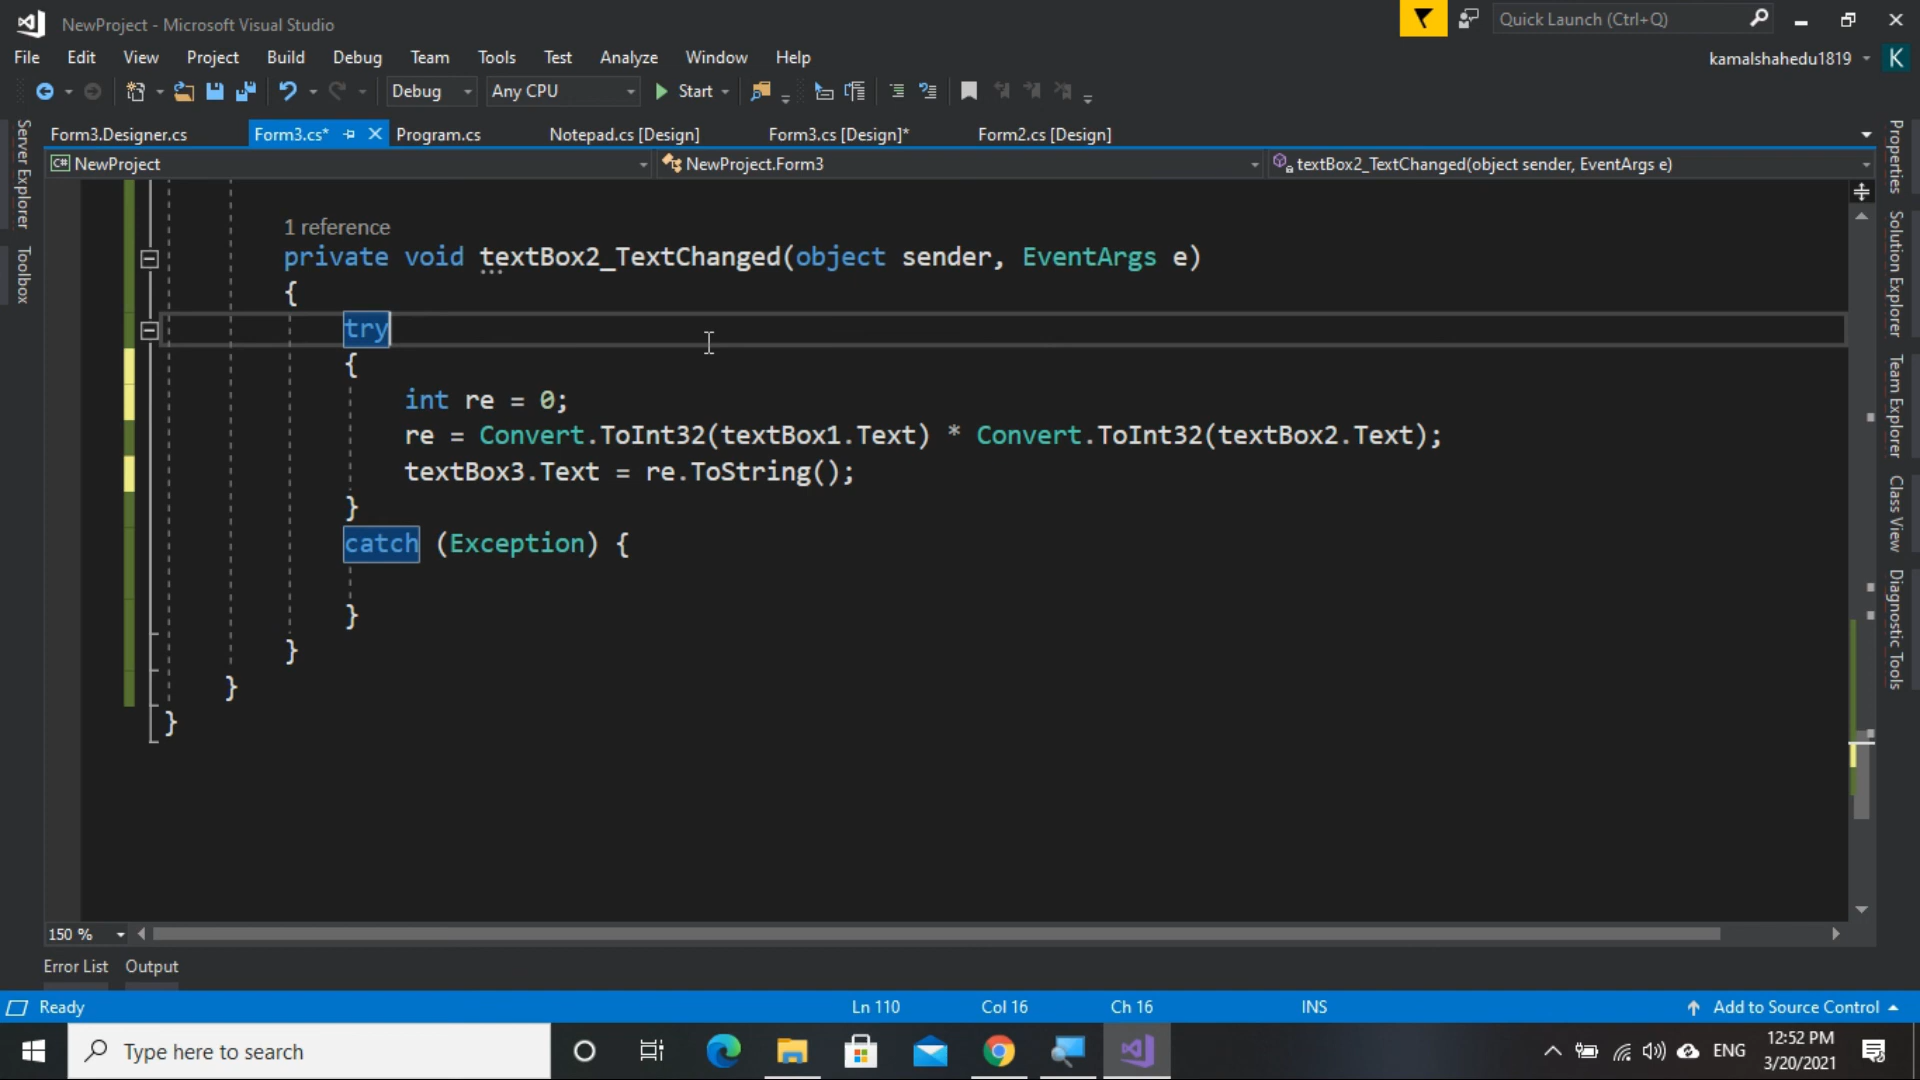 NewProject - Microsoft Visual Studio
Quick Launch (Ctrl+Q)
File Edit View Project Build Debug Team Tools Test Analyze Window Help
kamalshahedu1819 K
Debug Any CPU Start
Form3.Designer.cs Form3.cs* Program.cs Notepad.cs [Design] Form3.cs [Design]* Form2.cs [Design]
C# NewProject NewProject.Form3 textBox2_TextChanged(object sender, EventArgs e)
Server Explorer
Toolbox
Properties
Solution Explorer
Team Explorer
Class View
Diagnostic Tools
1 reference
private void textBox2_TextChanged(object sender, EventArgs e)
{
try
{
int re = 0;
re = Convert.ToInt32(textBox1.Text) * Convert.ToInt32(textBox2.Text);
textBox3.Text = re.ToString();
}
catch (Exception) {
}
}
}
}
150 %
Error List Output
Ready Ln 110 Col 16 Ch 16 INS Add to Source Control
Type here to search
ENG
12:52 PM
3/20/2021